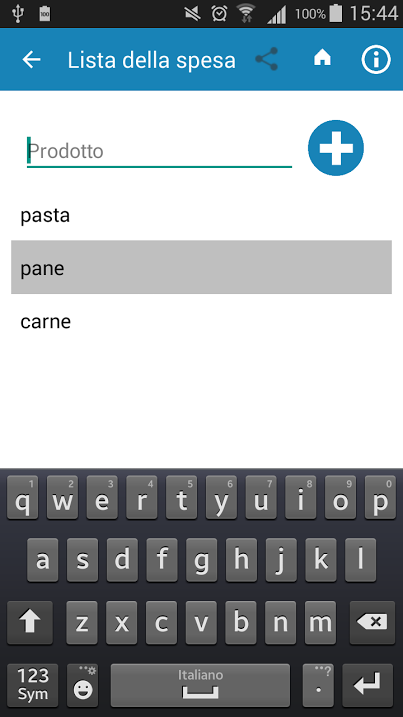 100% 15:44
Lista della spesa
Prodotto
pasta
pane
carne
1 2 3 4 5 6 7 8 9 0
q w e r t y u i o p
a s d f g h j k l
z x c v b n m
123 Sym Italiano . ...?